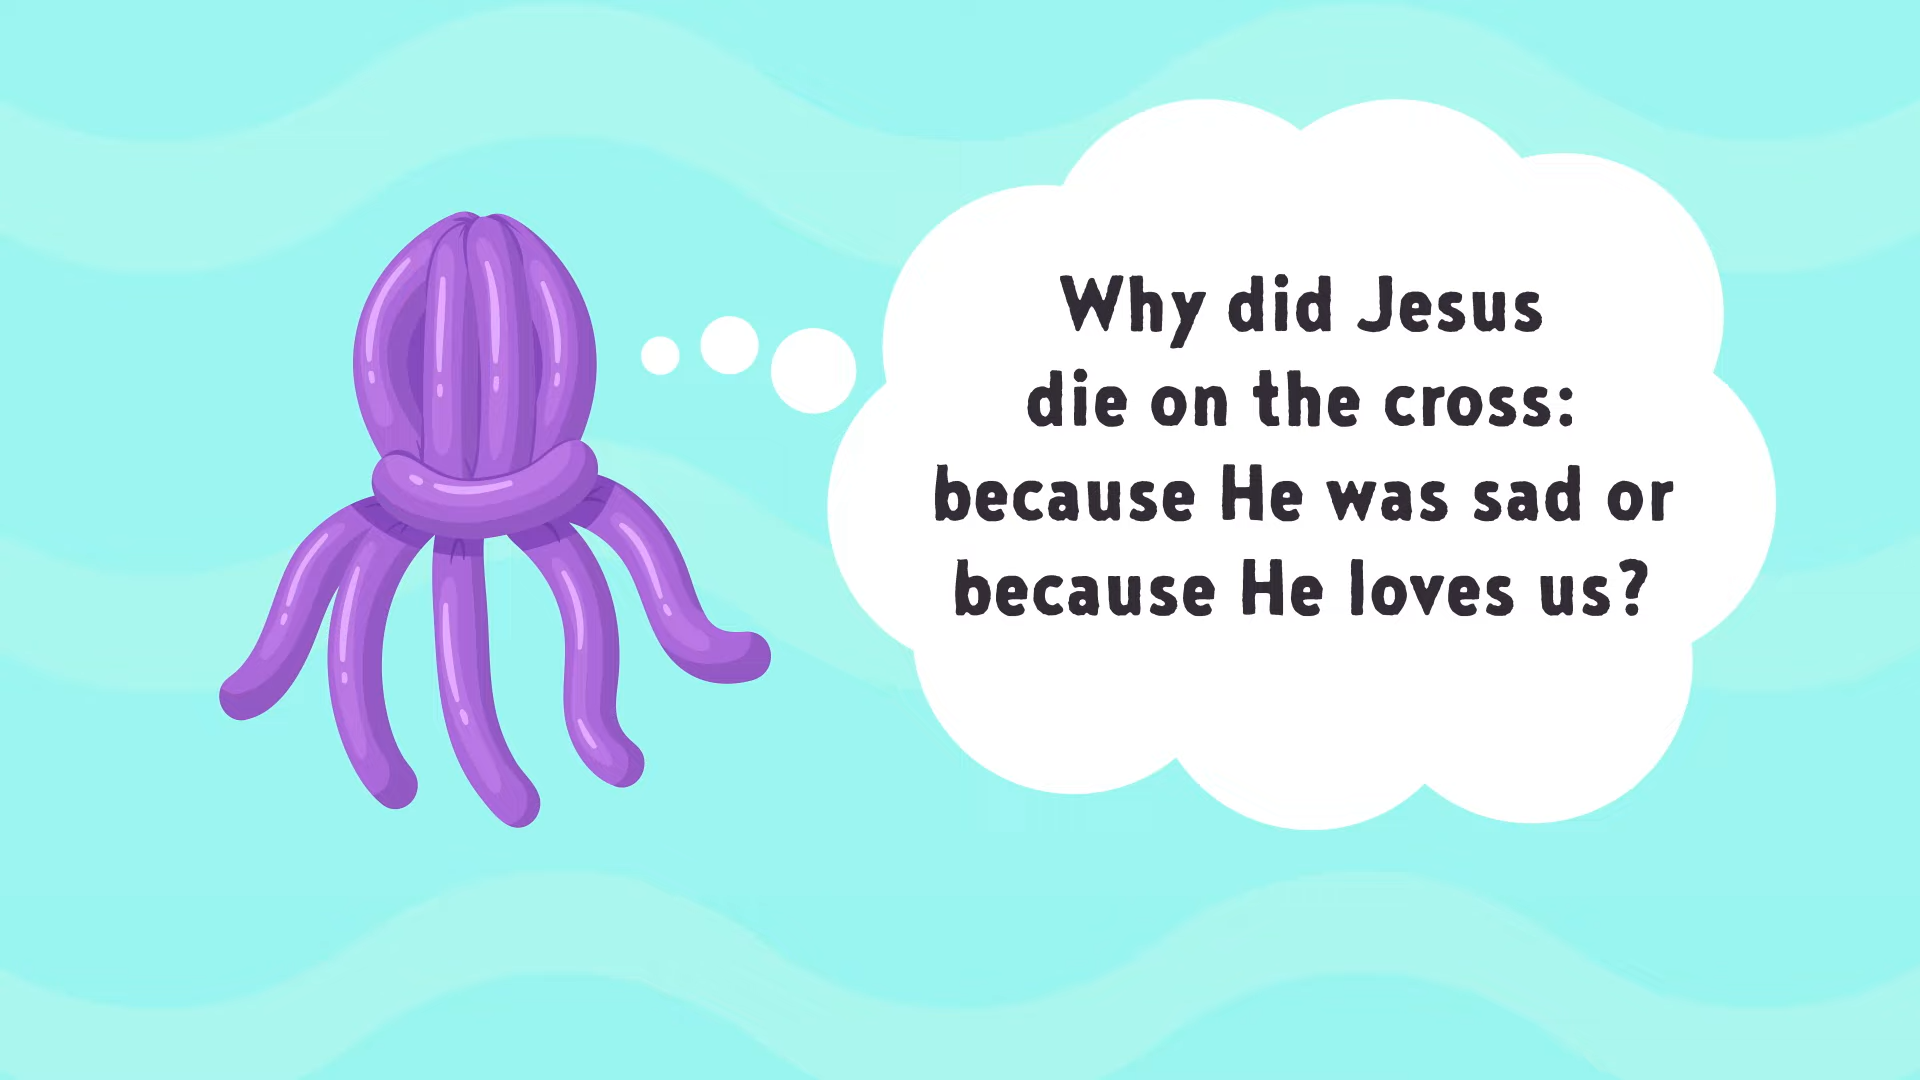 Why did Jesus
die on the cross:
because He was sad or
because He loves us?